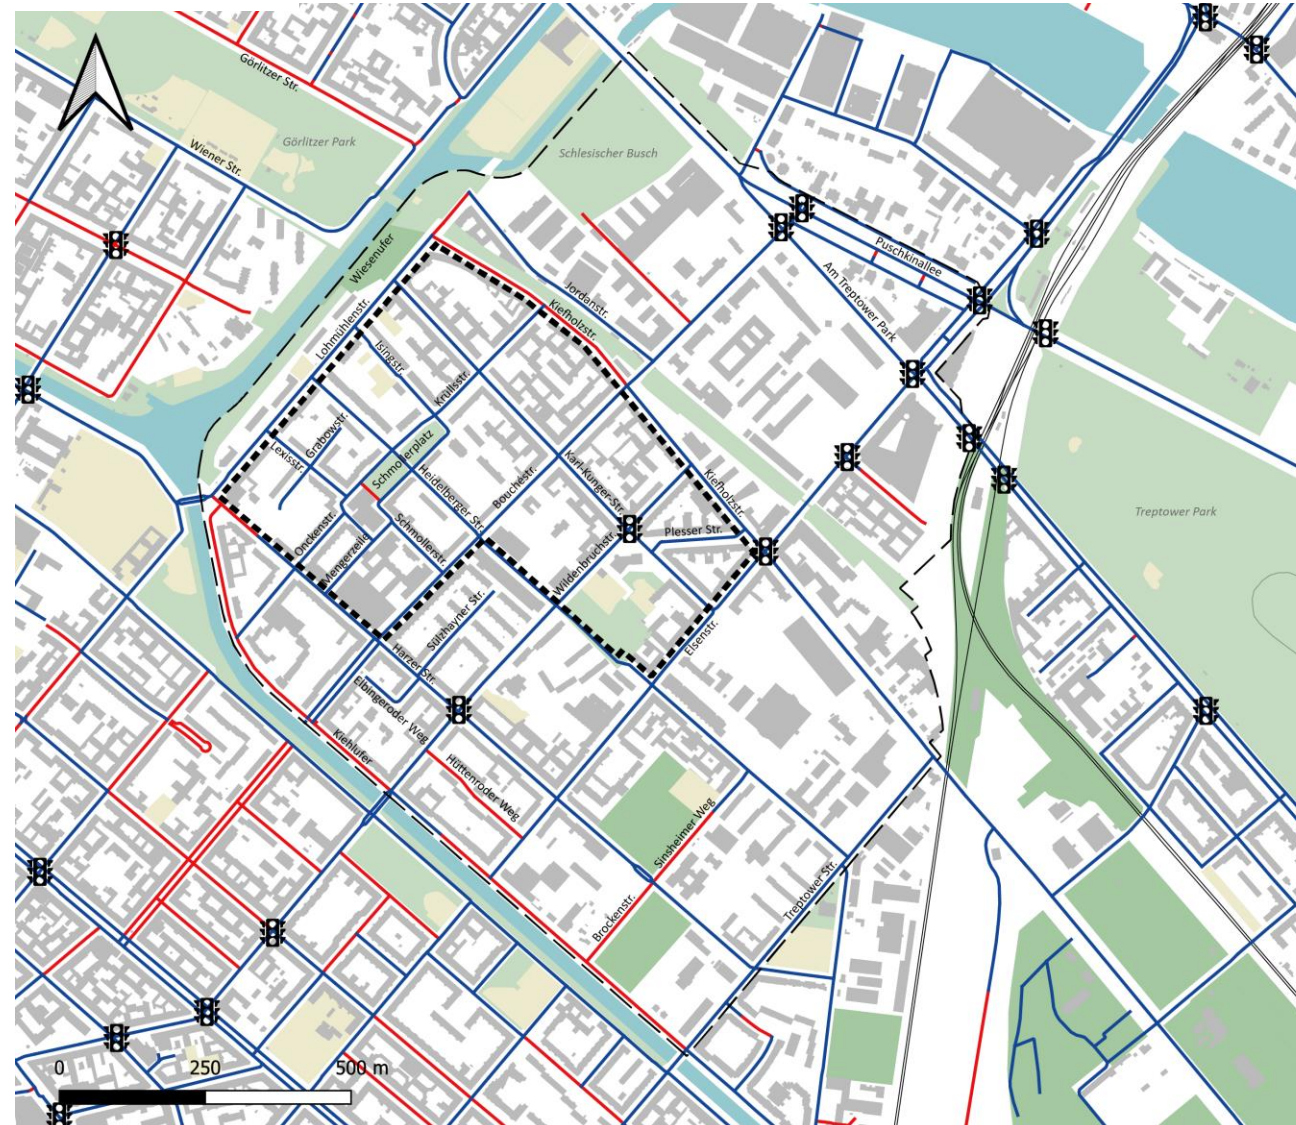 Görlitzer Str.
Görlitzer Park
Wiener Str.
Schlesischer Busch
Wiesenufer
Puschkinallee
Am Treptower Park
Jordanstr.
Kiefholzstr.
Lohmühlenstr.
Isingstr.
Krüllsstr.
Grabowstr.
Lexisstr.
Schmollerplatz
Heidelberger Str.
Karl-Kunger-Str.
Bouchéstr.
Kiefholzstr.
Treptower Park
Onckenstr.
Mengerzeile
Schmollerstr.
Plesser Str.
Wildenbruchstr.
Sülzhayner Str.
Elsenstr.
Harzer Str.
Elbingeroder Weg
Kiehlufer
Hüttenroder Weg
Sinsheimer Weg
Brockenstr.
Treptower Str.
0 250 500 m